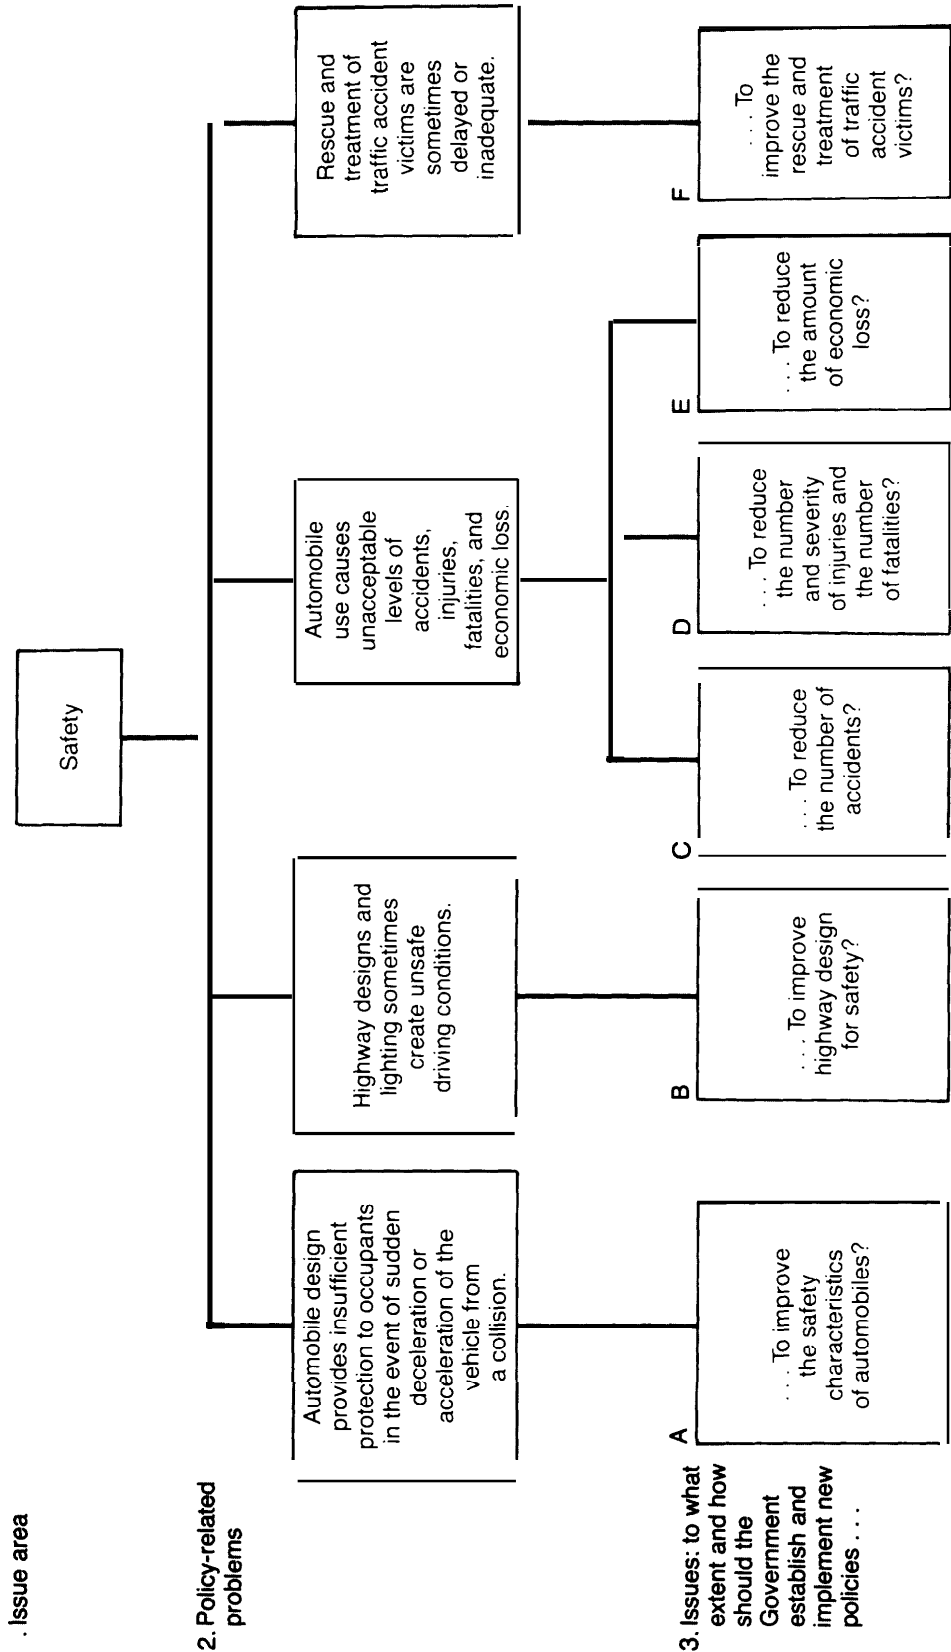 . Issue area
Safety
2. Policy-related
problems
Automobile design
provides insufficient
protection to occupants
in the event of sudden
deceleration or
acceleration of the
vehicle from
a collision.
Highway designs and
lighting sometimes
create unsafe
driving conditions.
Automobile
use causes
unacceptable
levels of
accidents,
injuries,
fatalities, and
economic loss.
Rescue and
treatment of
traffic accident
victims are
sometimes
delayed or
inadequate.
3. Issues: to what
extent and how
should the
Government
establish and
implement new
policies . . .
A
. . . . To improve
the safety
characteristics
of automobiles?
B
. . . . To improve
highway design
for safety?
C
. . . . To reduce
the number of
accidents?
D
. . . . To reduce
the number
and severity
of injuries and
the number
of fatalities?
E
. . . To reduce
the amount
of economic
loss?
F
. . . . To
improve the
rescue and
treatment
of traffic
accident
victims?